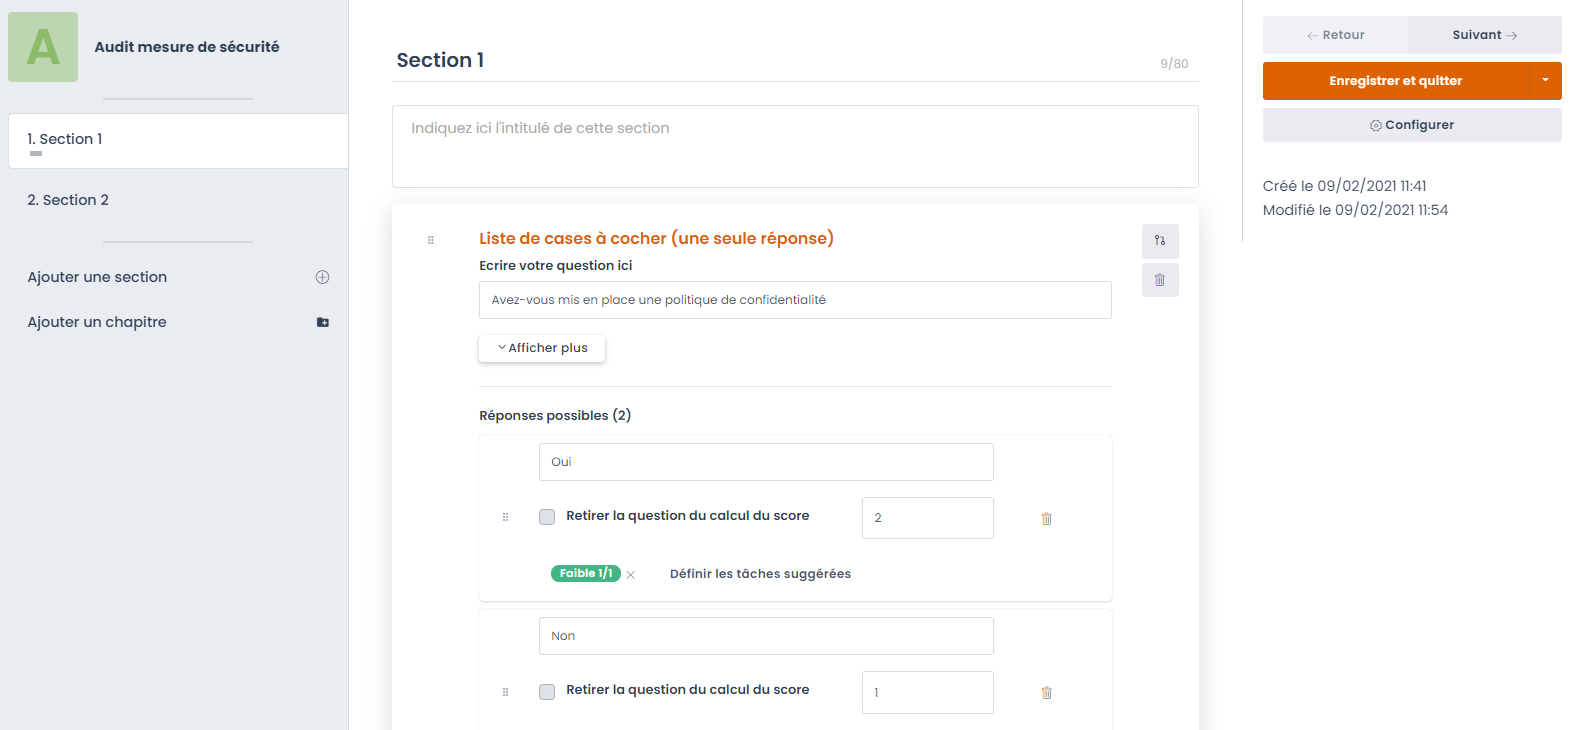 A
Audit mesure de sécurité
1. Section 1
2. Section 2
Ajouter une section
Ajouter un chapitre
Section 1
9/80
Indiquez ici l'intitulé de cette section
Liste de cases à cocher (une seule réponse)
Ecrire votre question ici
Avez-vous mis en place une politique de confidentialité
Afficher plus
Réponses possibles (2)
Oui
Retirer la question du calcul du score
2
Faible 1/1
Définir les tâches suggérées
Non
Retirer la question du calcul du score
1
Retour
Suivant
Enregistrer et quitter
Configurer
Créé le 09/02/2021 11:41
Modifié le 09/02/2021 11:54